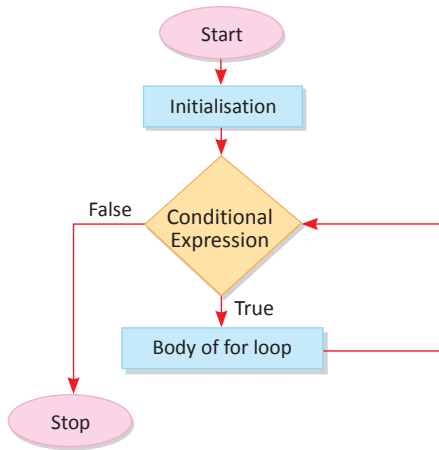 Start
Initialisation
False
Conditional
Expression
True
Body of for loop
Stop